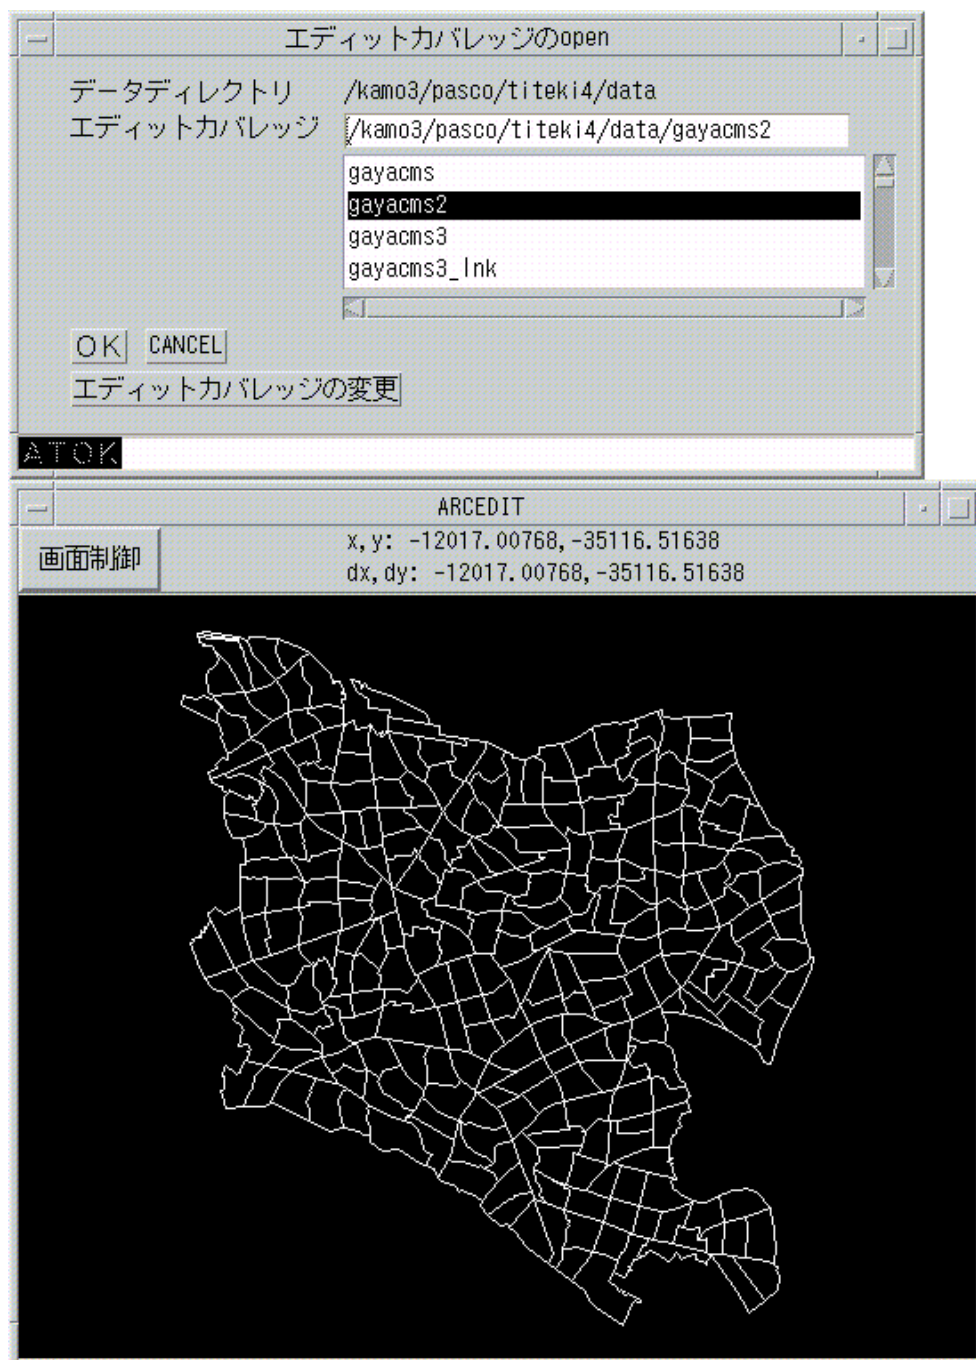 エディットカバレッジのopen
データディレクトリ /kamo3/pasco/titeki4/data
エディットカバレッジ /kamo3/pasco/titeki4/data/gayacms2
gayacms
gayacms2
gayacms3
gayacms3_lnk
ＯＫ CANCEL
エディットカバレッジの変更
ATOK
ARCEDIT
画面制御
x,y: -12017.00768,-35116.51638
dx,dy: -12017.00768,-35116.51638